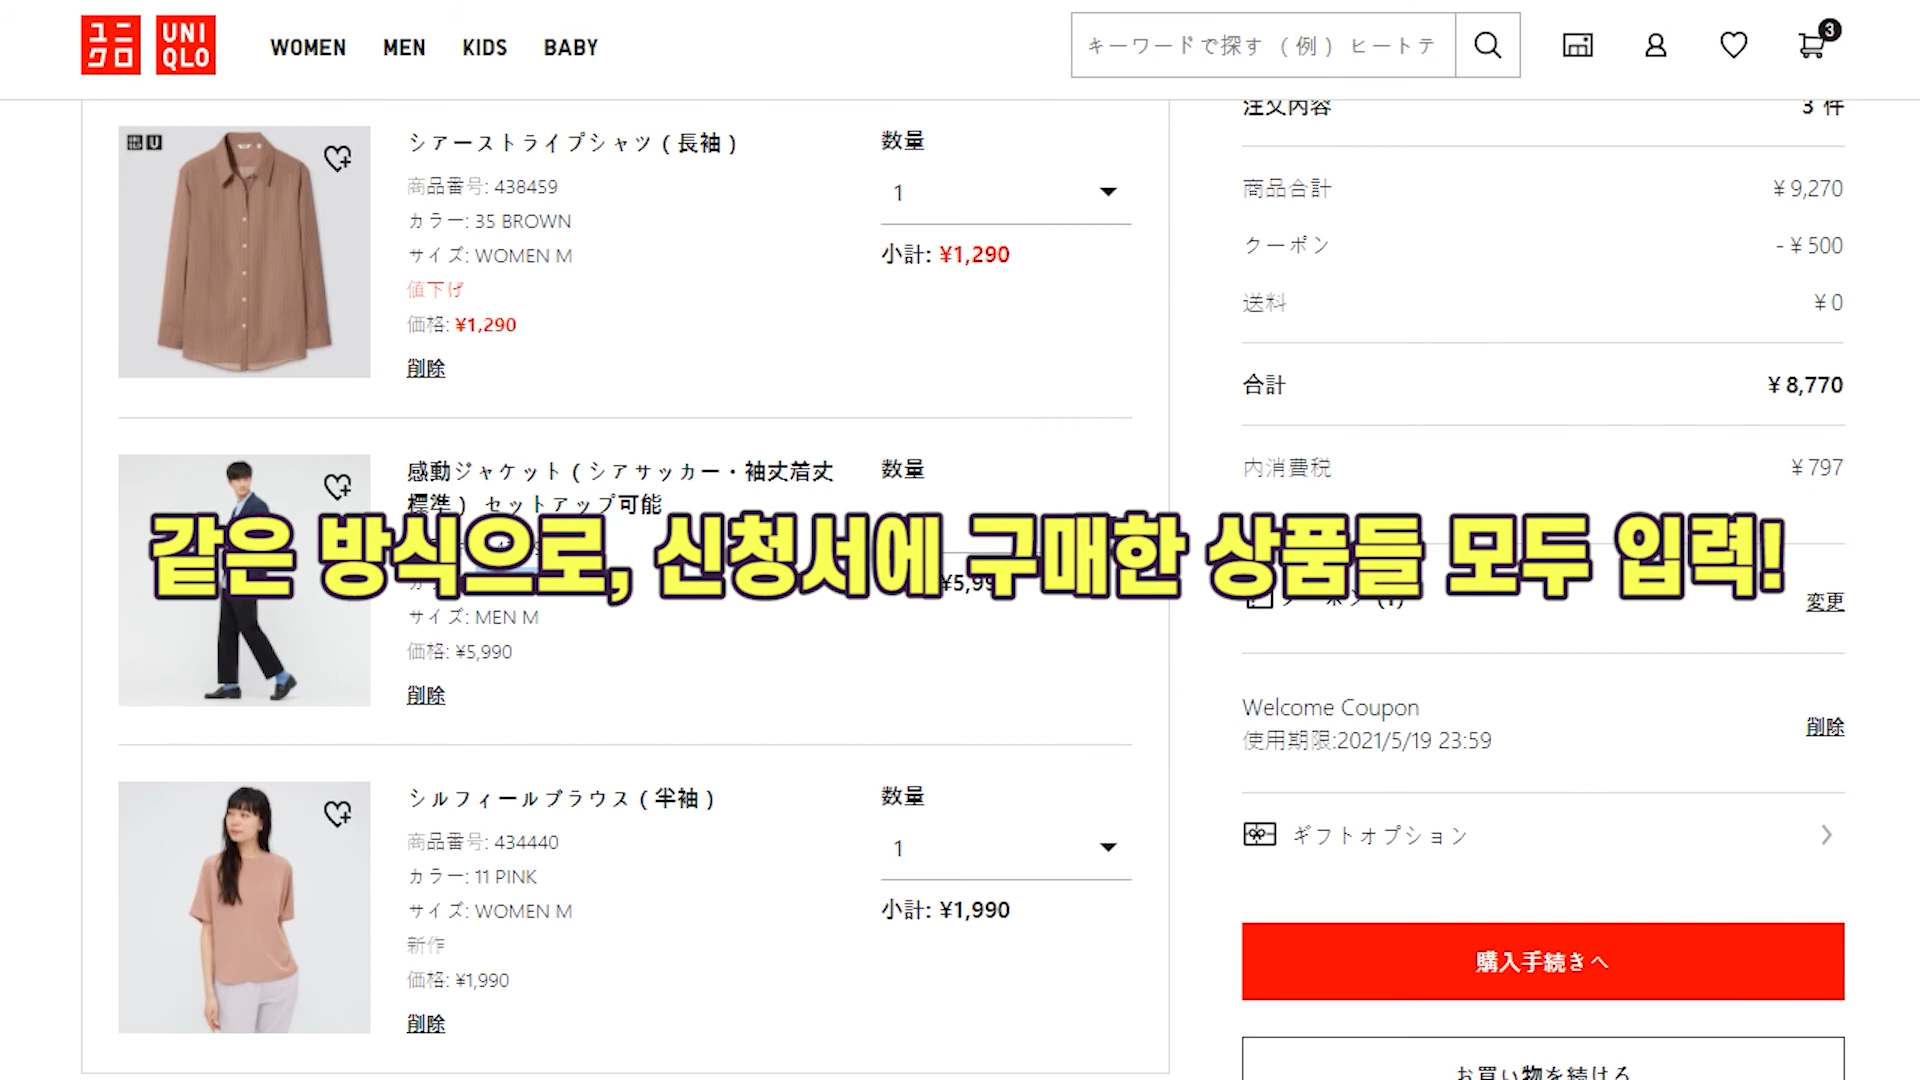 ユニクロ
UNIQLO
WOMEN
MEN
KIDS
BABY
キーワードで探す (例) ヒートテ
3
シアーストライプシャツ (長袖)
商品番号: 438459
カラー: 35 BROWN
サイズ: WOMEN M
値下げ
価格: ¥1,290
削除
数量
1
小計: ¥1,290
感動ジャケット (シアサッカー・袖丈着丈
標準) セットアップ可能
サイズ: MEN M
価格: ¥5,990
削除
数量
シルフィールブラウス (半袖)
商品番号: 434440
カラー: 11 PINK
サイズ: WOMEN M
新作
価格: ¥1,990
削除
数量
1
小計: ¥1,990
같은 방식으로, 신청서에 구매한 상품들 모두 입력!
注文内容 3 件
商品合計 ¥ 9,270
クーポン - ¥ 500
送料 ¥ 0
合計 ¥ 8,770
内消費税 ¥ 797
変更
Welcome Coupon
使用期限:2021/5/19 23:59
削除
ギフトオプション
購入手続きへ
お買い物を続ける